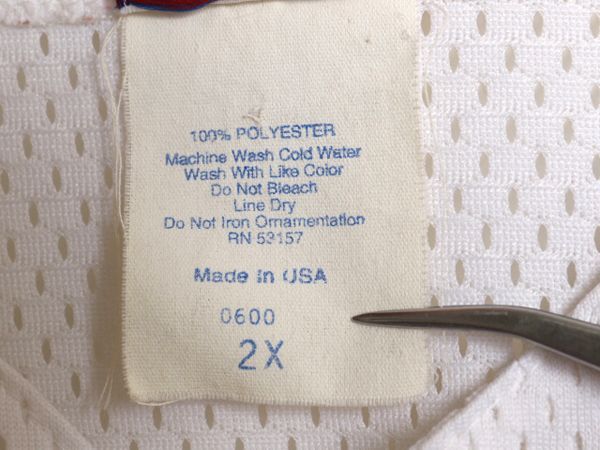 100% POLYESTER
Machine Wash Cold Water
Wash With Like Color
Do Not Bleach
Line Dry
Do Not Iron Ornamentation
RN 53157
Made in USA
0600
2X